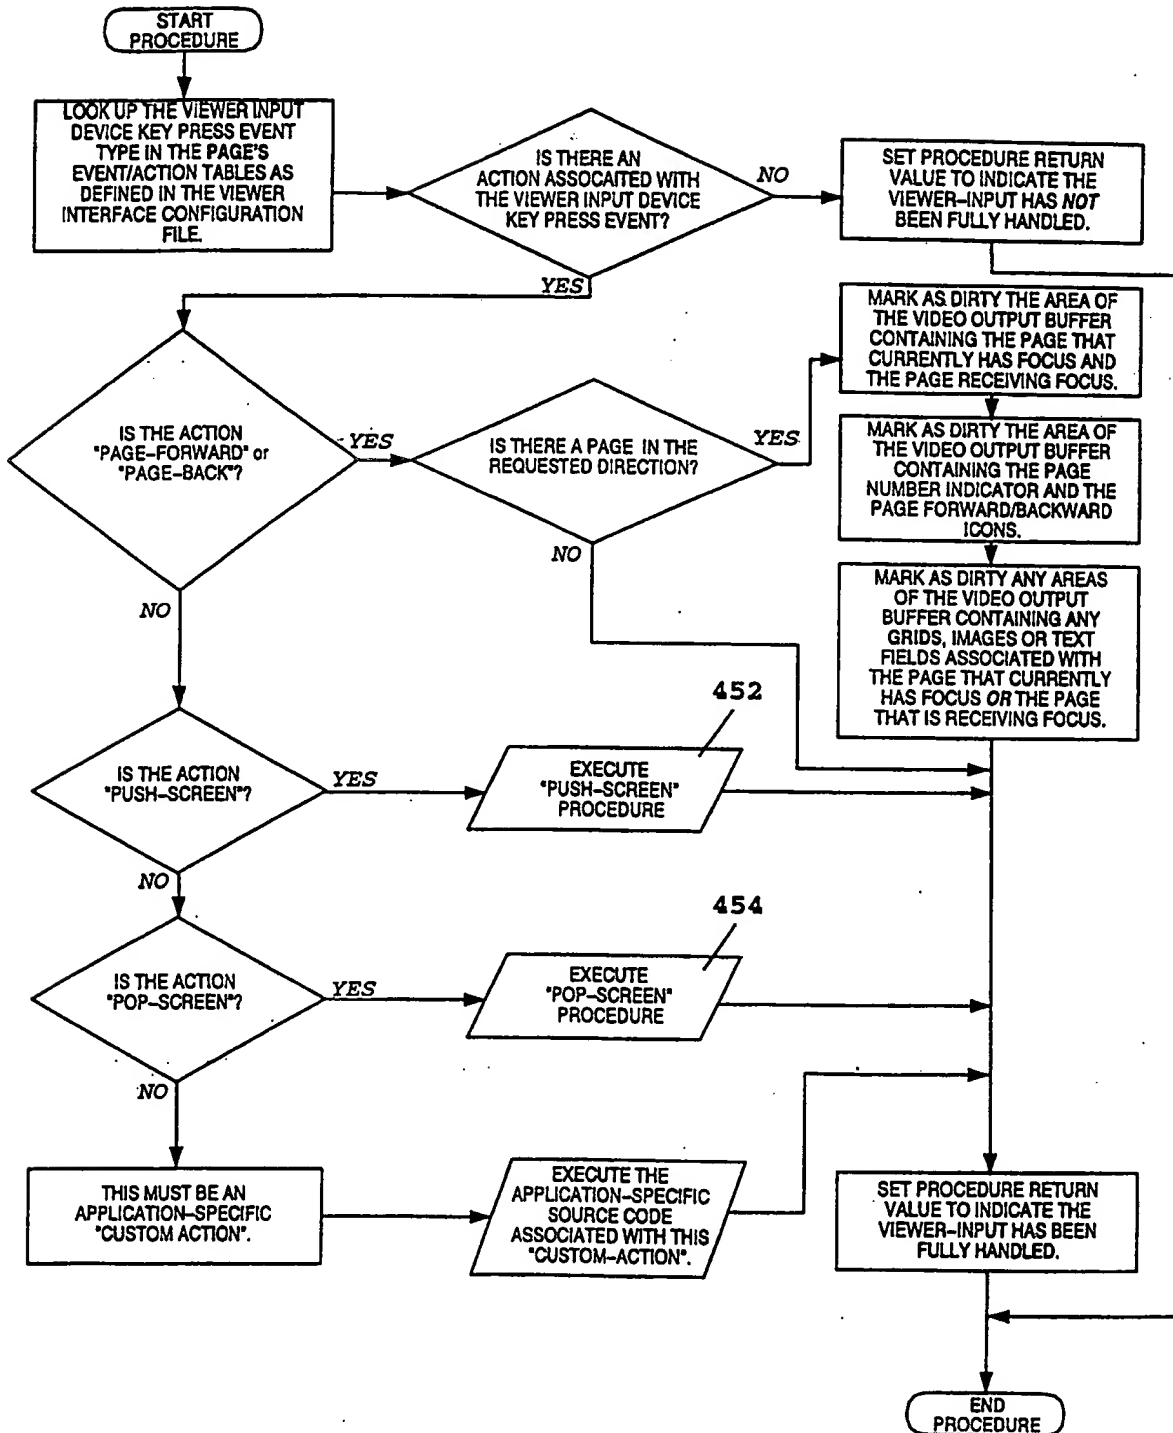 START
PROCEDURE
LOOK UP THE VIEWER INPUT
DEVICE KEY PRESS EVENT
TYPE IN THE PAGE'S
EVENT/ACTION TABLES AS
DEFINED IN THE VIEWER
INTERFACE CONFIGURATION
FILE.
IS THERE AN
ACTION ASSOCAITED WITH
THE VIEWER INPUT DEVICE
KEY PRESS EVENT?
NO
SET PROCEDURE RETURN
VALUE TO INDICATE THE
VIEWER–INPUT HAS NOT
BEEN FULLY HANDLED.
YES
IS THE ACTION
"PAGE–FORWARD" or
"PAGE–BACK"?
YES
IS THERE A PAGE IN THE
REQUESTED DIRECTION?
YES
MARK AS DIRTY THE AREA OF
THE VIDEO OUTPUT BUFFER
CONTAINING THE PAGE THAT
CURRENTLY HAS FOCUS AND
THE PAGE RECEIVING FOCUS.
MARK AS DIRTY THE AREA OF
THE VIDEO OUTPUT BUFFER
CONTAINING THE PAGE
NUMBER INDICATOR AND THE
PAGE FORWARD/BACKWARD
ICONS.
NO
MARK AS DIRTY ANY AREAS
OF THE VIDEO OUTPUT
BUFFER CONTAINING ANY
GRIDS, IMAGES OR TEXT
FIELDS ASSOCIATED WITH
THE PAGE THAT CURRENTLY
HAS FOCUS OR THE PAGE
THAT IS RECEIVING FOCUS.
NO
IS THE ACTION
"PUSH–SCREEN"?
YES
452
EXECUTE
"PUSH–SCREEN"
PROCEDURE
NO
IS THE ACTION
"POP–SCREEN"?
YES
454
EXECUTE
"POP–SCREEN"
PROCEDURE
NO
THIS MUST BE AN
APPLICATION–SPECIFIC
"CUSTOM ACTION".
EXECUTE THE
APPLICATION–SPECIFIC
SOURCE CODE
ASSOCIATED WITH THIS
"CUSTOM–ACTION".
SET PROCEDURE RETURN
VALUE TO INDICATE THE
VIEWER–INPUT HAS BEEN
FULLY HANDLED.
END
PROCEDURE